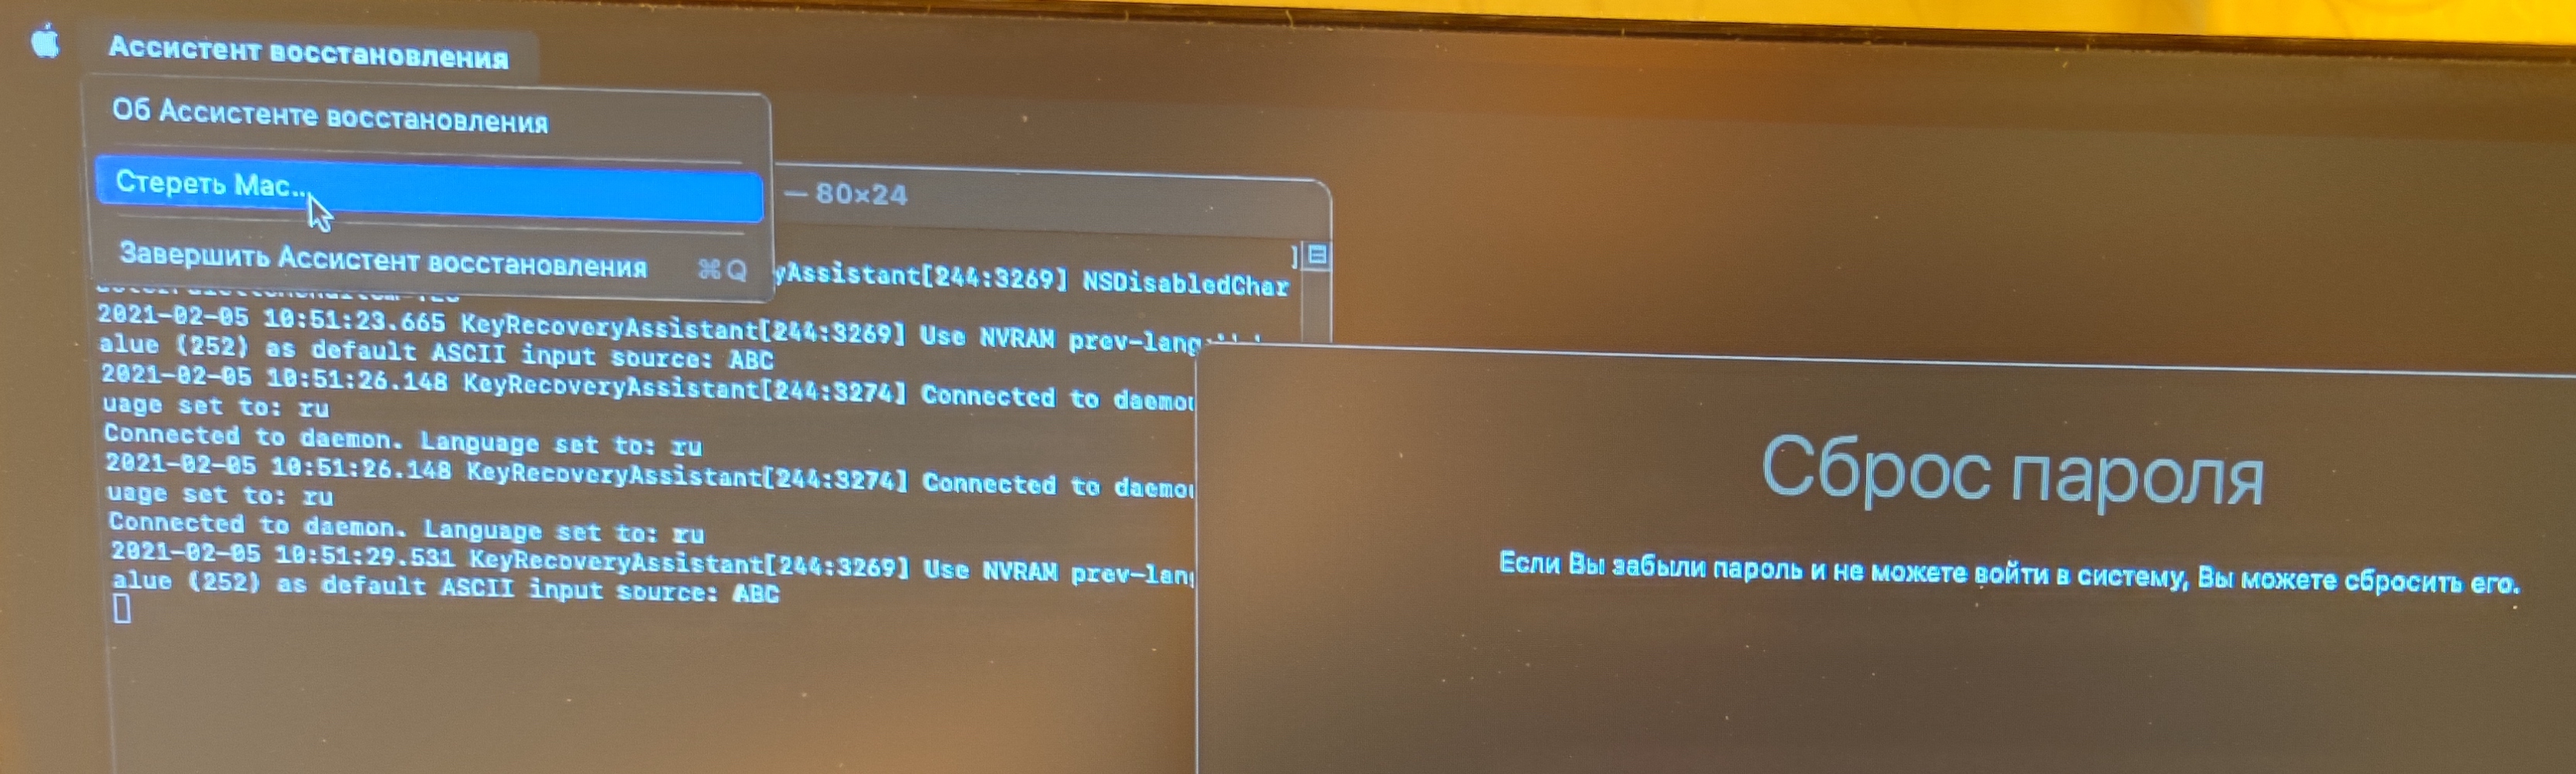 Ассистент восстановления
Об Ассистенте восстановления
Стереть Mac...
Завершить Ассистент восстановления ⌘Q
— 80×24
]
yAssistant[244:3269] NSDisabledChar
2021-02-05 10:51:23.665 KeyRecoveryAssistant[244:3269] Use NVRAM prev-lang
alue (252) as default ASCII input source: ABC
2021-02-05 10:51:26.148 KeyRecoveryAssistant[244:3274] Connected to daemo
uage set to: ru
Connected to daemon. Language set to: ru
2021-02-05 10:51:26.148 KeyRecoveryAssistant[244:3274] Connected to daemo
uage set to: ru
Connected to daemon. Language set to: ru
2021-02-05 10:51:29.531 KeyRecoveryAssistant[244:3269] Use NVRAM prev-lan
alue (252) as default ASCII input source: ABC
Сброс пароля
Если Вы забыли пароль и не можете войти в систему, Вы можете сбросить его.